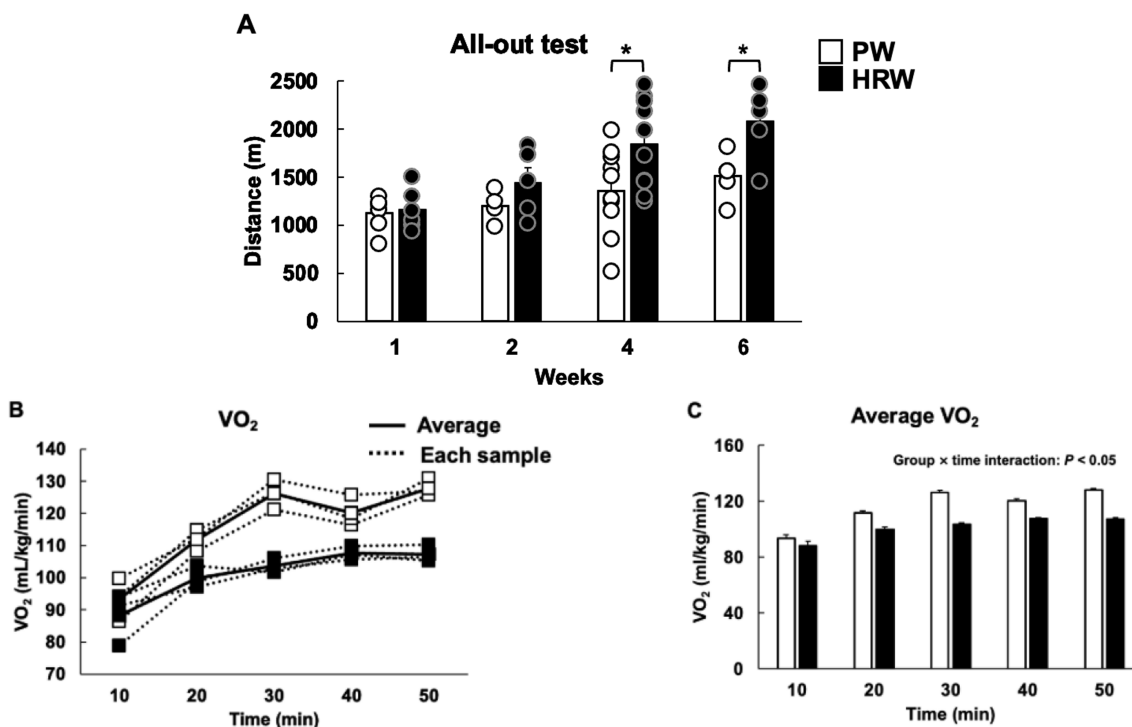 A
All-out test
PW
HRW
*
*
2500
2000
1500
1000
500
0
Distance (m)
1 2 4 6
Weeks
B
VO₂
Average
Each sample
140
130
120
110
100
90
80
70
VO₂ (mL/kg/min)
10 20 30 40 50
Time (min)
C
Average VO₂
Group × time interaction: P < 0.05
160
120
80
40
0
VO₂ (ml/kg/min)
10 20 30 40 50
Time (min)